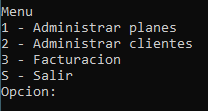 Menu
1 - Administrar planes
2 - Administrar clientes
3 - Facturacion
S - Salir
Opcion: